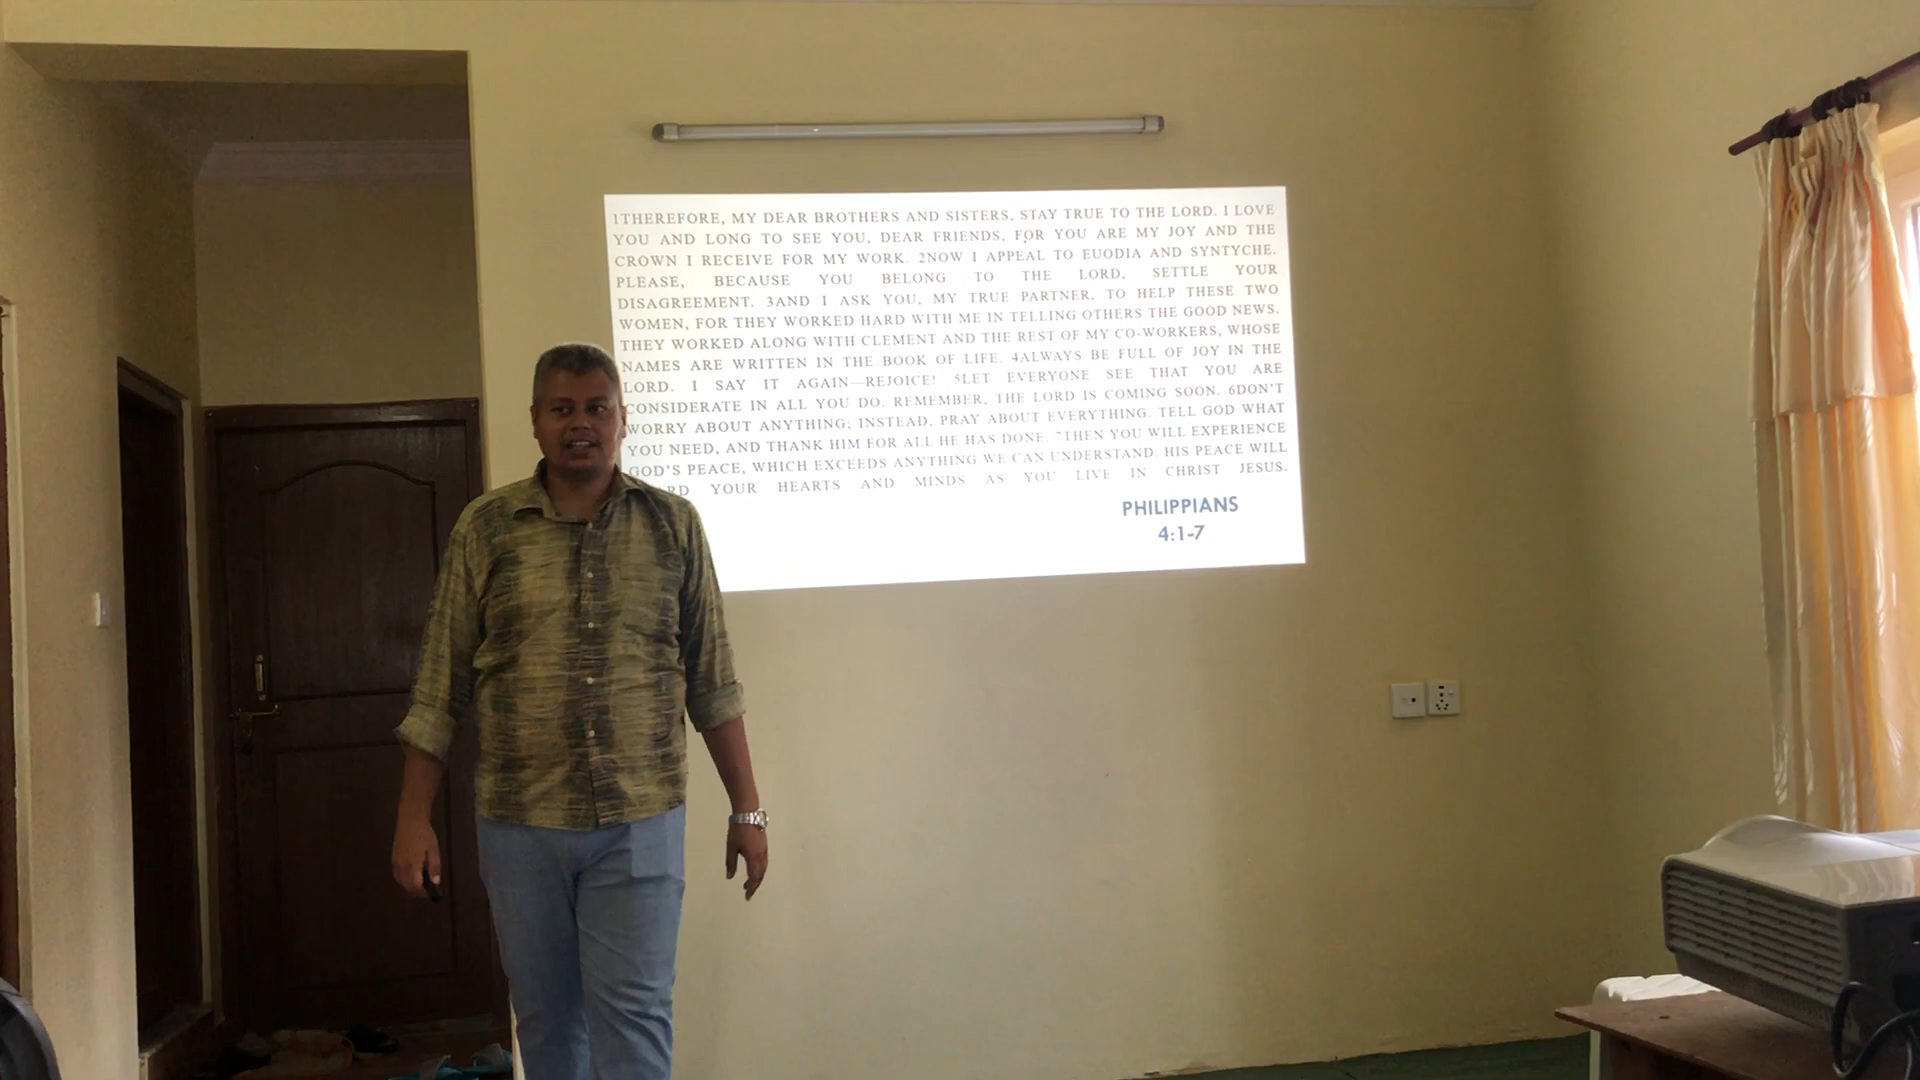 1THEREFORE, MY DEAR BROTHERS AND SISTERS, STAY TRUE TO THE LORD. I LOVE
YOU AND LONG TO SEE YOU, DEAR FRIENDS, FOR YOU ARE MY JOY AND THE
CROWN I RECEIVE FOR MY WORK. 2NOW I APPEAL TO EUODIA AND SYNTYCHE.
PLEASE, BECAUSE YOU BELONG TO THE LORD, SETTLE YOUR
DISAGREEMENT. 3AND I ASK YOU, MY TRUE PARTNER, TO HELP THESE TWO
WOMEN, FOR THEY WORKED HARD WITH ME IN TELLING OTHERS THE GOOD NEWS.
THEY WORKED ALONG WITH CLEMENT AND THE REST OF MY CO-WORKERS, WHOSE
NAMES ARE WRITTEN IN THE BOOK OF LIFE. 4ALWAYS BE FULL OF JOY IN THE
LORD. I SAY IT AGAIN—REJOICE! 5LET EVERYONE SEE THAT YOU ARE
CONSIDERATE IN ALL YOU DO. REMEMBER, THE LORD IS COMING SOON. 6DON'T
WORRY ABOUT ANYTHING; INSTEAD, PRAY ABOUT EVERYTHING. TELL GOD WHAT
YOU NEED, AND THANK HIM FOR ALL HE HAS DONE. 7THEN YOU WILL EXPERIENCE
GOD'S PEACE, WHICH EXCEEDS ANYTHING WE CAN UNDERSTAND. HIS PEACE WILL
YOUR HEARTS AND MINDS AS YOU LIVE IN CHRIST JESUS.
PHILIPPIANS
4:1-7